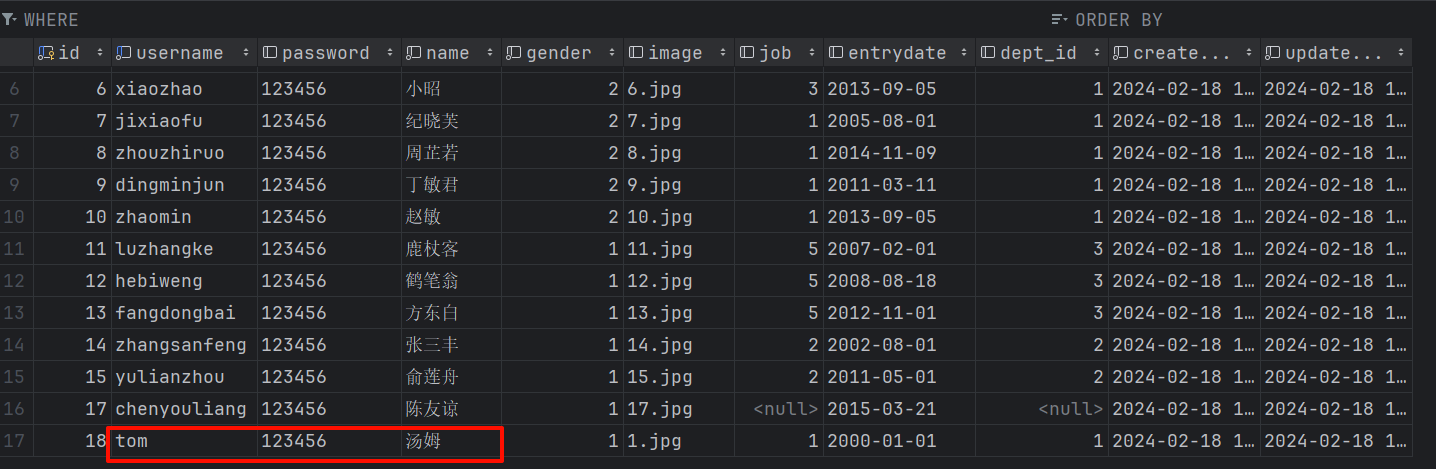 WHERE ORDER BY
id username password name gender image job entrydate dept_id create... update...
6 6 xiaozhao 123456 小昭 2 6.jpg 3 2013-09-05 1 2024-02-18 1… 2024-02-18 1…
7 7 jixiaofu 123456 纪晓芙 2 7.jpg 1 2005-08-01 1 2024-02-18 1… 2024-02-18 1…
8 8 zhouzhiruo 123456 周芷若 2 8.jpg 1 2014-11-09 1 2024-02-18 1… 2024-02-18 1…
9 9 dingminjun 123456 丁敏君 2 9.jpg 1 2011-03-11 1 2024-02-18 1… 2024-02-18 1…
10 10 zhaomin 123456 赵敏 2 10.jpg 1 2013-09-05 1 2024-02-18 1… 2024-02-18 1…
11 11 luzhangke 123456 鹿杖客 1 11.jpg 5 2007-02-01 3 2024-02-18 1… 2024-02-18 1…
12 12 hebiweng 123456 鹤笔翁 1 12.jpg 5 2008-08-18 3 2024-02-18 1… 2024-02-18 1…
13 13 fangdongbai 123456 方东白 1 13.jpg 5 2012-11-01 3 2024-02-18 1… 2024-02-18 1…
14 14 zhangsanfeng 123456 张三丰 1 14.jpg 2 2002-08-01 2 2024-02-18 1… 2024-02-18 1…
15 15 yulianzhou 123456 俞莲舟 1 15.jpg 2 2011-05-01 2 2024-02-18 1… 2024-02-18 1…
16 17 chenyouliang 123456 陈友谅 1 17.jpg <null> 2015-03-21 <null> 2024-02-18 1… 2024-02-18 1…
17 18 tom 123456 汤姆 1 1.jpg 1 2000-01-01 1 2024-02-18 1… 2024-02-18 1…